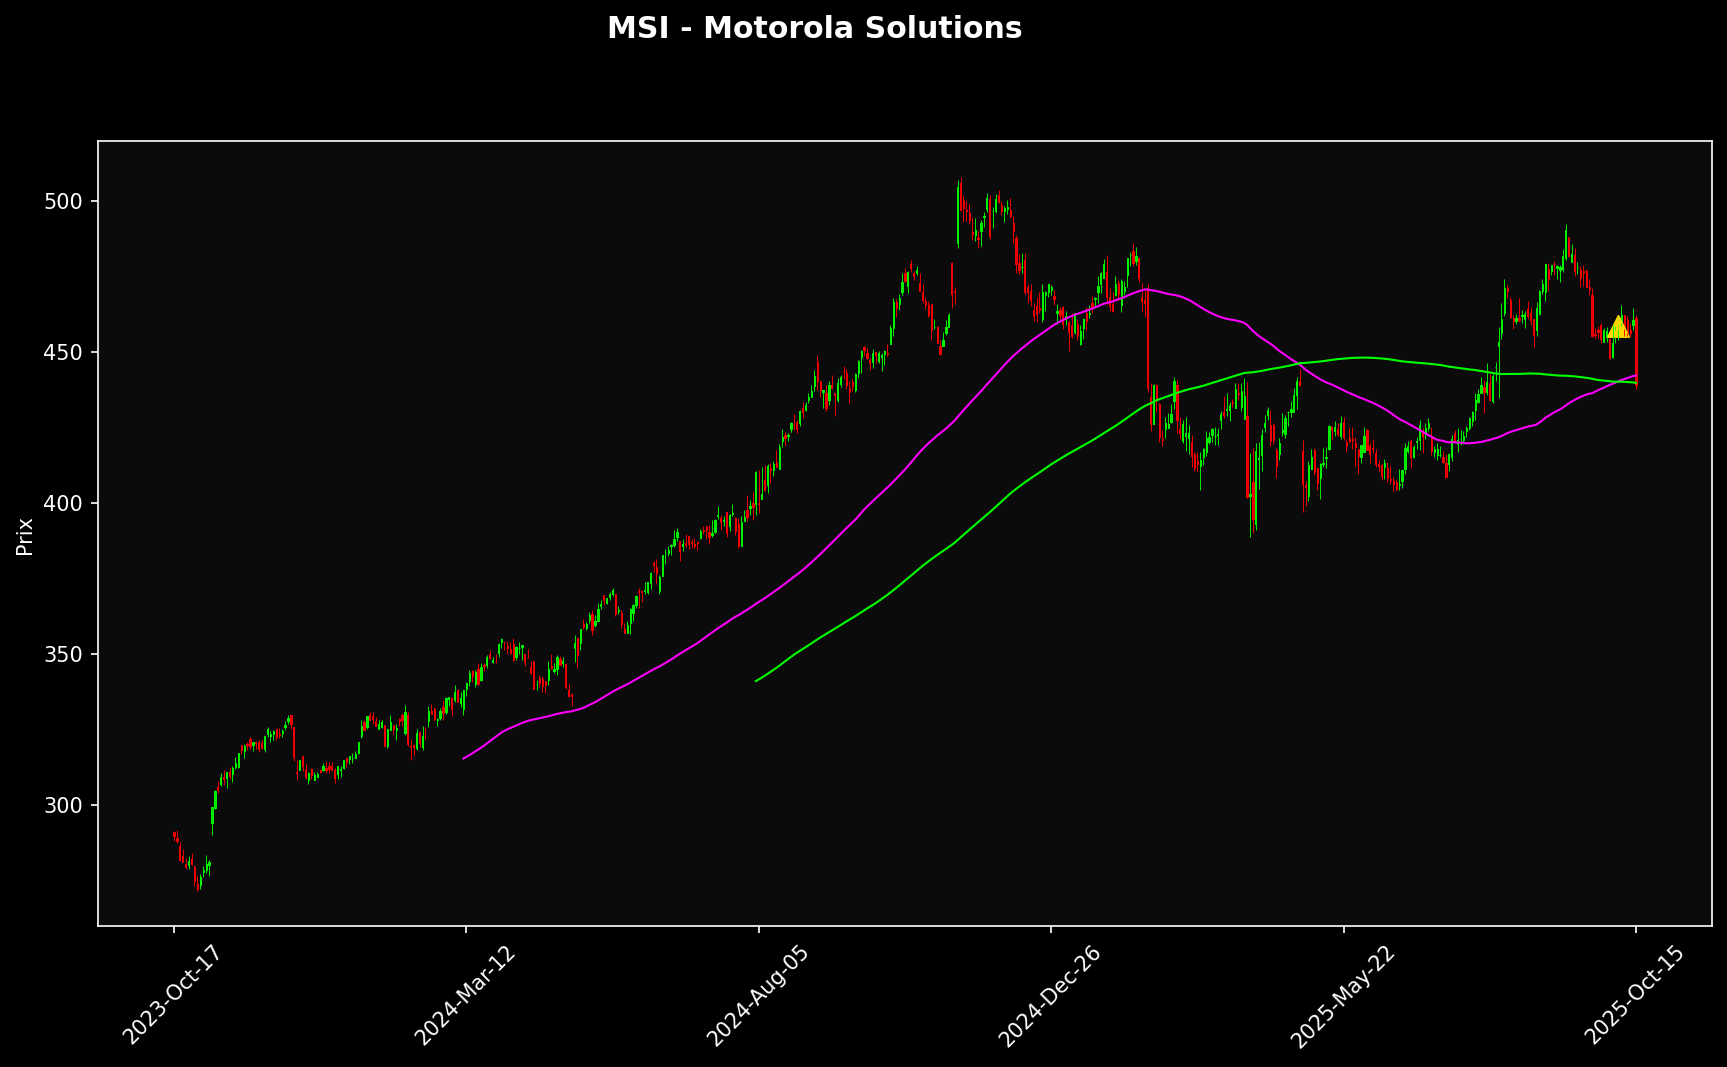 MSI - Motorola Solutions
500
450
400
350
300
Prix
2023-Oct-17
2024-Mar-12
2024-Aug-05
2024-Dec-26
2025-May-22
2025-Oct-15